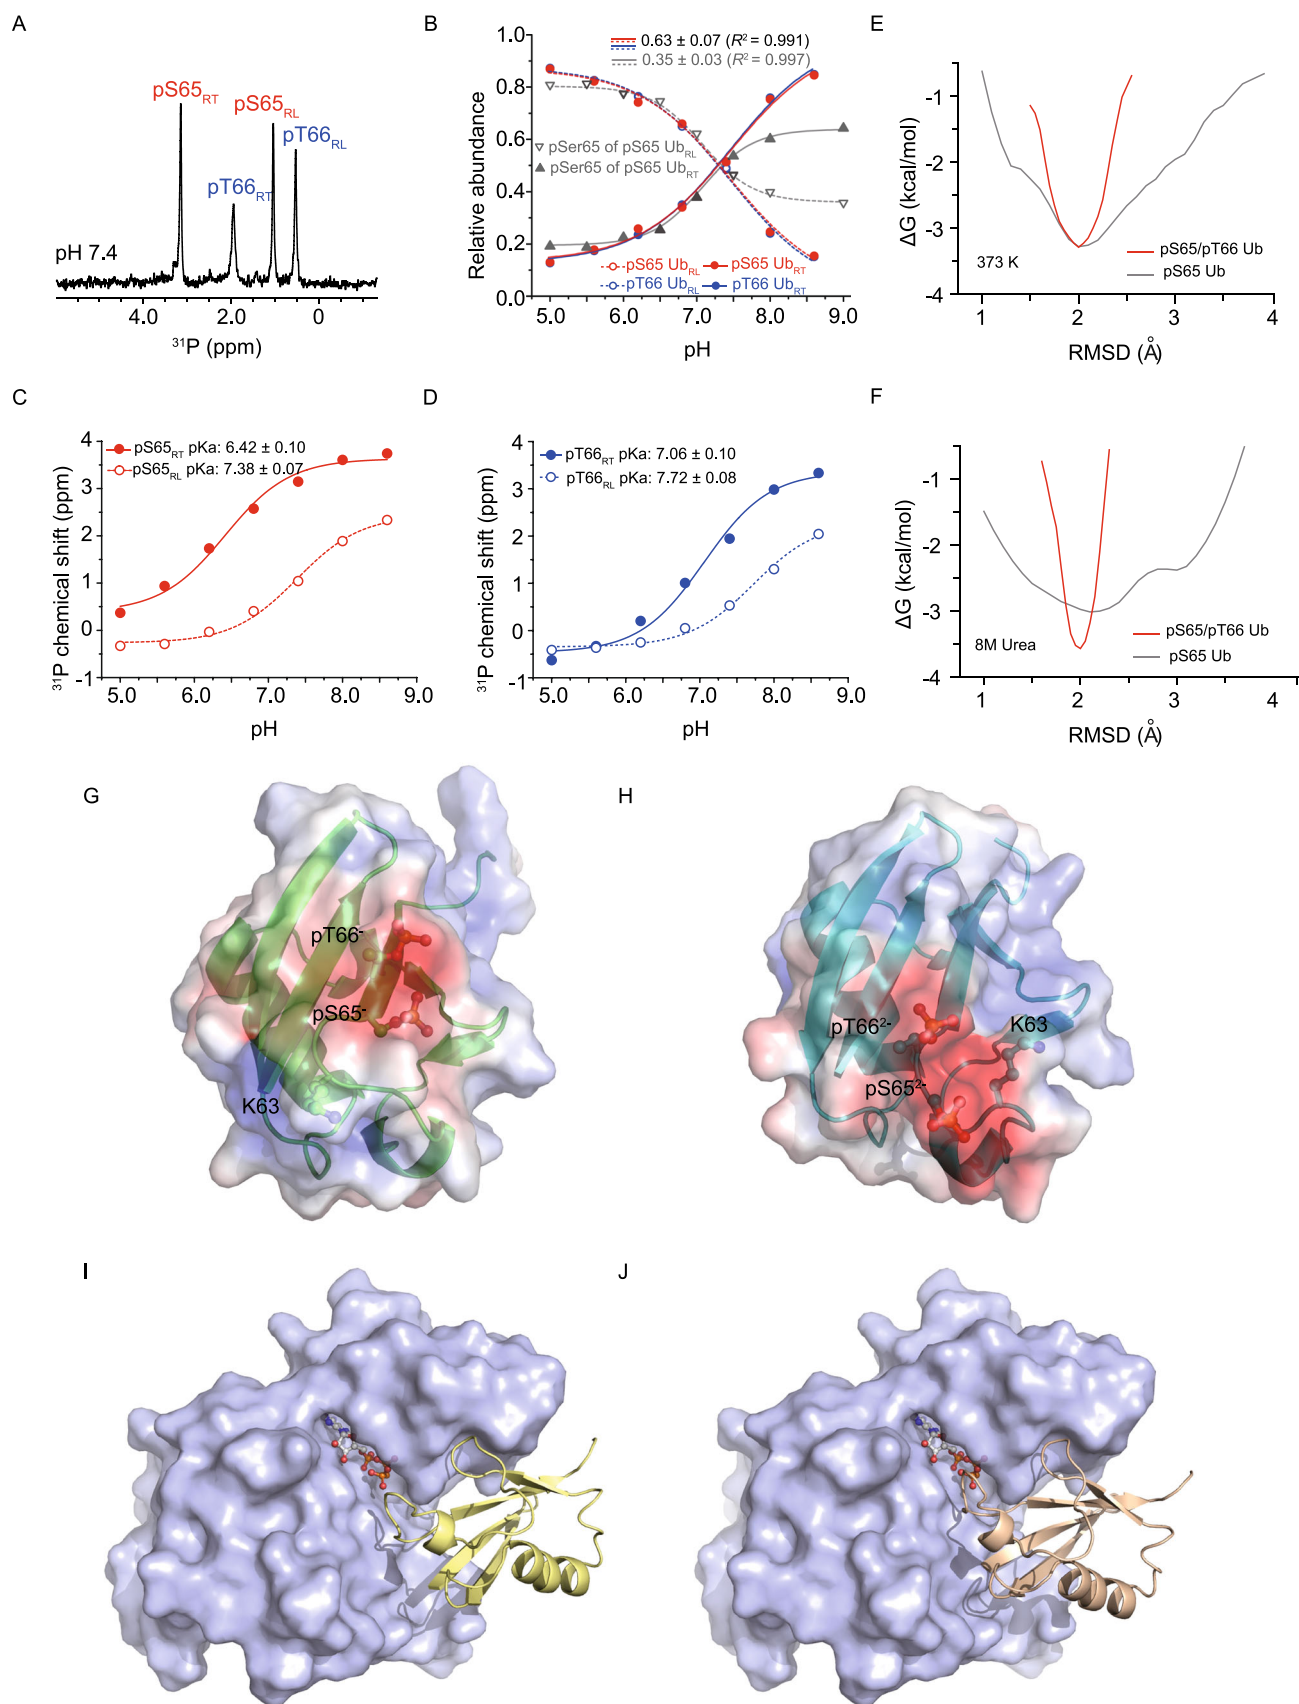 A
pS65RT
pS65RL
pT66RL
pT66RT
pH 7.4
4.0 2.0 0
31P (ppm)
B
1.0
0.8
0.6
0.4
0.2
0.0
Relative abundance
0.63 ± 0.07 (R2 = 0.991)
0.35 ± 0.03 (R2 = 0.997)
pSer65 of pS65 UbRL
pSer65 of pS65 UbRT
pS65 UbRL pS65 UbRT
pT66 UbRL pT66 UbRT
5.0 6.0 7.0 8.0 9.0
pH
E
-1
-2
-3
-4
ΔG (kcal/mol)
373 K
pS65/pT66 Ub
pS65 Ub
1 2 3 4
RMSD (Å)
C
4
3
2
1
0
-1
31P chemical shift (ppm)
pS65RT pKa: 6.42 ± 0.10
pS65RL pKa: 7.38 ± 0.07
5.0 6.0 7.0 8.0 9.0
pH
D
4
3
2
1
0
-1
31P chemical shift (ppm)
pT66RT pKa: 7.06 ± 0.10
pT66RL pKa: 7.72 ± 0.08
5.0 6.0 7.0 8.0 9.0
pH
F
-1
-2
-3
-4
ΔG (kcal/mol)
8M Urea
pS65/pT66 Ub
pS65 Ub
1 2 3 4
RMSD (Å)
G
pT66-
pS65-
K63
H
pT662-
K63
pS652-
I
J